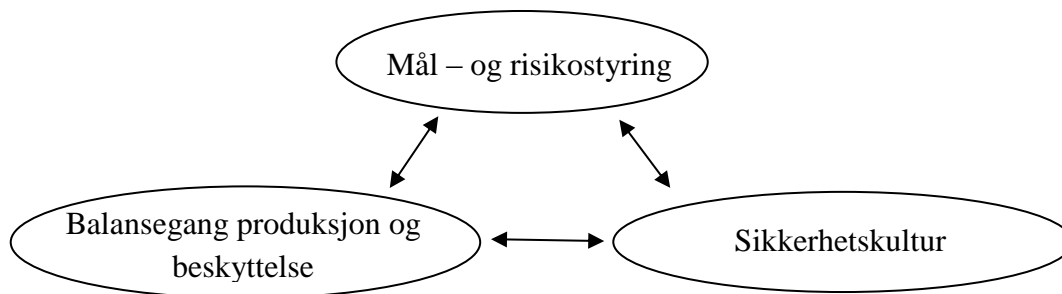 Mål – og risikostyring
Balansegang produksjon og
beskyttelse
Sikkerhetskultur